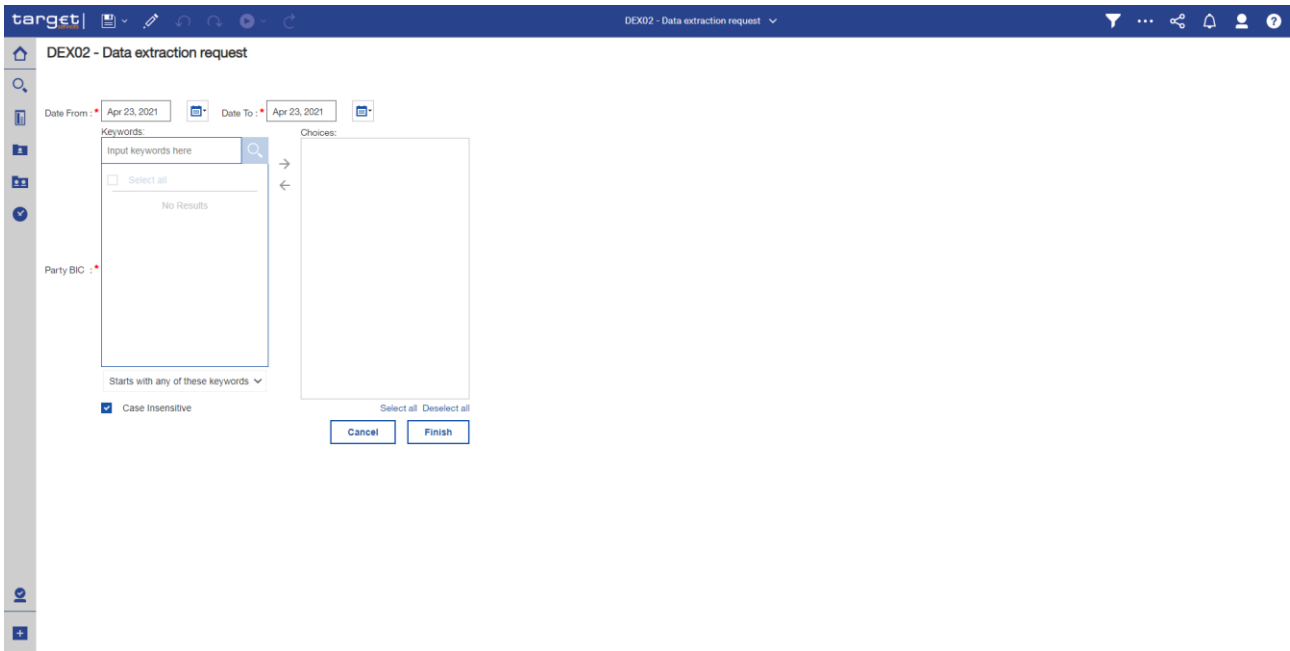 target|
services
DEX02 - Data extraction request
?
DEX02 - Data extraction request
Date From : * Apr 23, 2021 Date To : * Apr 23, 2021
Keywords: Choices:
Input keywords here
Select all
No Results
Party BIC : *
Starts with any of these keywords
Case Insensitive Select all Deselect all
Cancel Finish